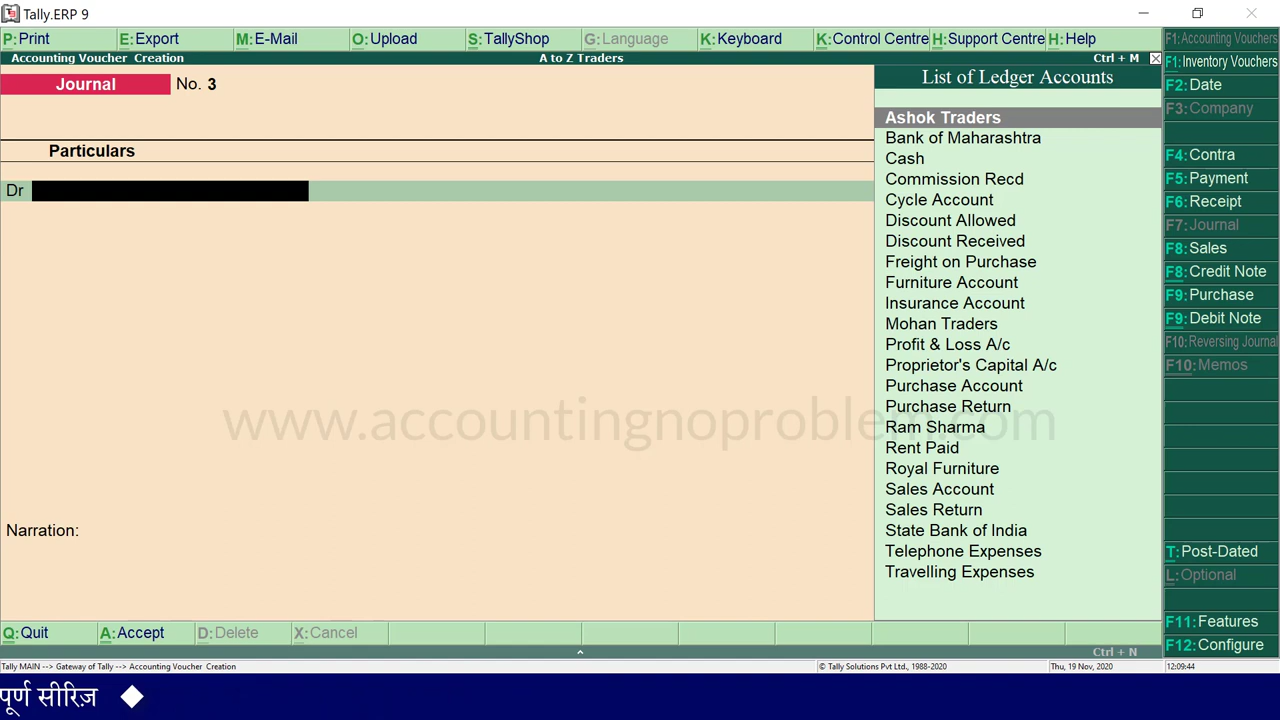 Tally.ERP 9
P: Print E: Export M: E-Mail O: Upload S: TallyShop G: Language K: Keyboard K: Control Centre H: Support Centre H: Help
Accounting Voucher Creation A to Z Traders Ctrl + M
Journal No. 3
Particulars
Dr
Narration:
List of Ledger Accounts
Ashok Traders
Bank of Maharashtra
Cash
Commission Recd
Cycle Account
Discount Allowed
Discount Received
Freight on Purchase
Furniture Account
Insurance Account
Mohan Traders
Profit & Loss A/c
Proprietor's Capital A/c
Purchase Account
Purchase Return
Ram Sharma
Rent Paid
Royal Furniture
Sales Account
Sales Return
State Bank of India
Telephone Expenses
Travelling Expenses
www.accountingnoproblem.com
F1: Accounting Vouchers
F1: Inventory Vouchers
F2: Date
F3: Company
F4: Contra
F5: Payment
F6: Receipt
F7: Journal
F8: Sales
F8: Credit Note
F9: Purchase
F9: Debit Note
F10: Reversing Journal
F10: Memos
T: Post-Dated
L: Optional
F11: Features
F12: Configure
Q: Quit A: Accept D: Delete X: Cancel
Ctrl + N
Tally MAIN --> Gateway of Tally --> Accounting Voucher Creation © Tally Solutions Pvt Ltd., 1988-2020 Thu, 19 Nov, 2020 12:09:44
पूर्ण सीरिज़